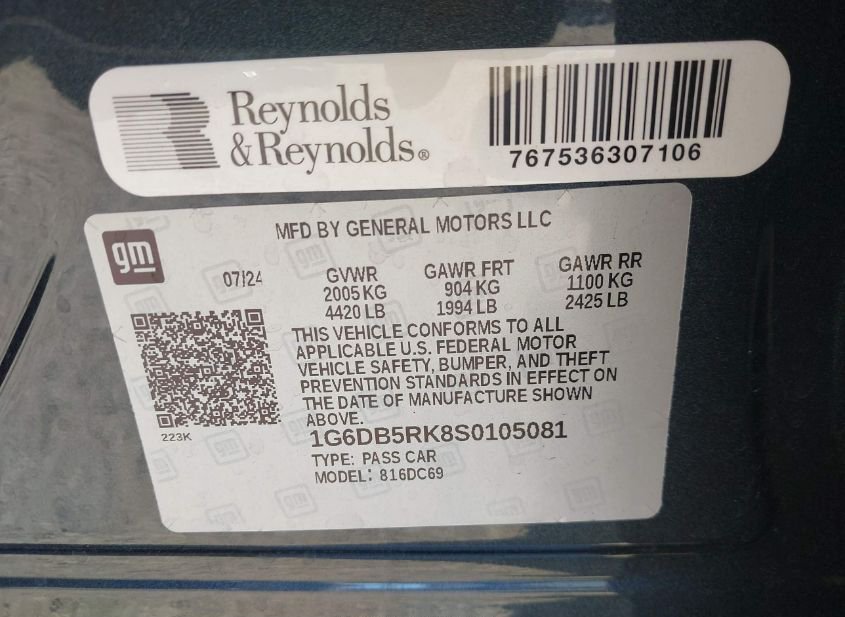 Reynolds
& Reynolds®
767536307106
MFD BY GENERAL MOTORS LLC
gm
07/24 GVWR GAWR FRT GAWR RR
2005 KG 904 KG 1100 KG
4420 LB 1994 LB 2425 LB
THIS VEHICLE CONFORMS TO ALL
APPLICABLE U.S. FEDERAL MOTOR
VEHICLE SAFETY, BUMPER, AND THEFT
PREVENTION STANDARDS IN EFFECT ON
THE DATE OF MANUFACTURE SHOWN
ABOVE.
223K
1G6DB5RK8S0105081
TYPE: PASS CAR
MODEL: 816DC69